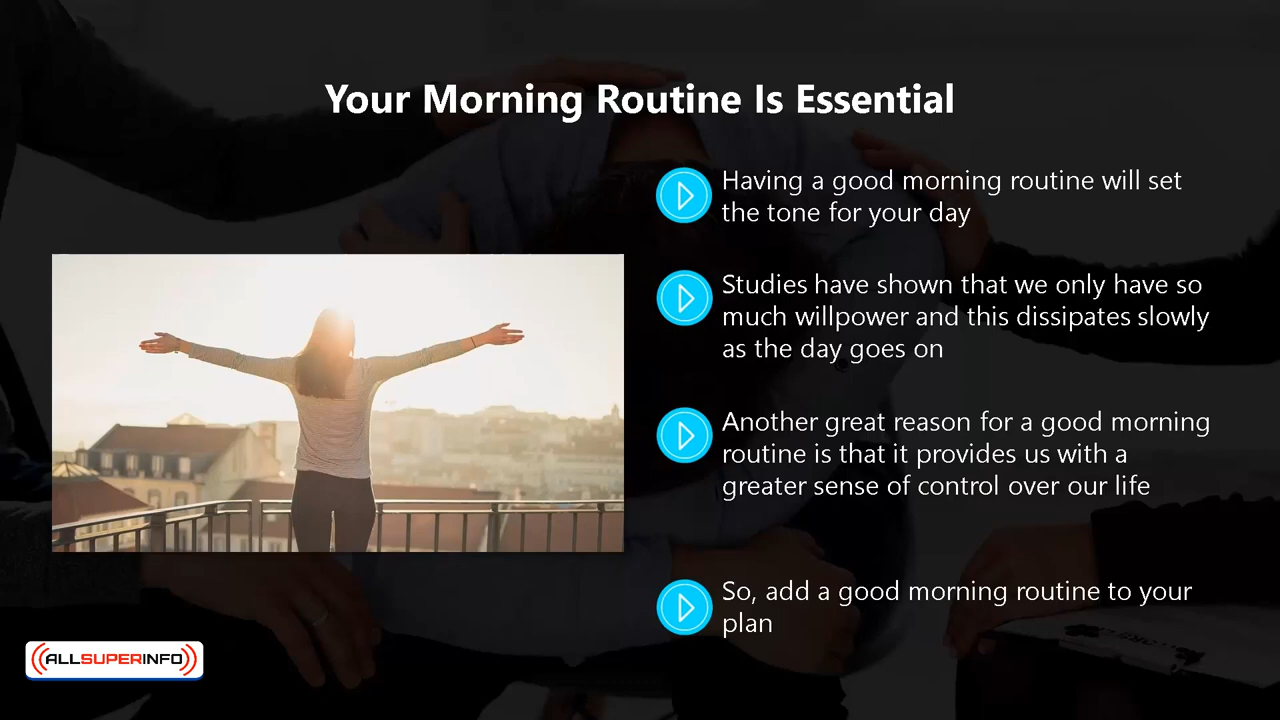 Your Morning Routine Is Essential
Having a good morning routine will set
the tone for your day
Studies have shown that we only have so
much willpower and this dissipates slowly
as the day goes on
Another great reason for a good morning
routine is that it provides us with a
greater sense of control over our life
So, add a good morning routine to your
plan
ALLSUPERINFO